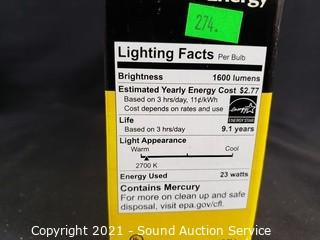 Energy
274.
Lighting Facts Per Bulb
Brightness 1600 lumens
Estimated Yearly Energy Cost $2.77
Based on 3 hrs/day, 11¢/kWh
Cost depends on rates and use
ENERGY STAR
Life
Based on 3 hrs/day 9.1 years
Light Appearance
Warm Cool
2700 K
Energy Used 23 watts
Contains Mercury
For more on clean up and safe
disposal, visit epa.gov/cfl.
Copyright 2021 - Sound Auction Service